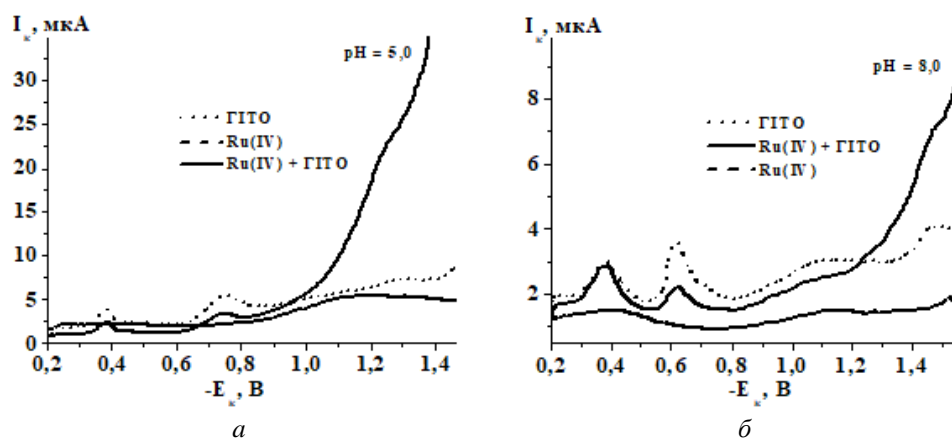 I к, мкА
pH = 5,0
ГІТО
Ru(IV)
Ru(IV) + ГІТО
30
25
20
15
10
5
0
0,2 0,4 0,6 0,8 1,0 1,2 1,4
-E к, В
а
I к, мкА
pH = 8,0
ГІТО
Ru(IV) + ГІТО
Ru(IV)
8
6
4
2
0,2 0,4 0,6 0,8 1,0 1,2 1,4
-E к, В
б